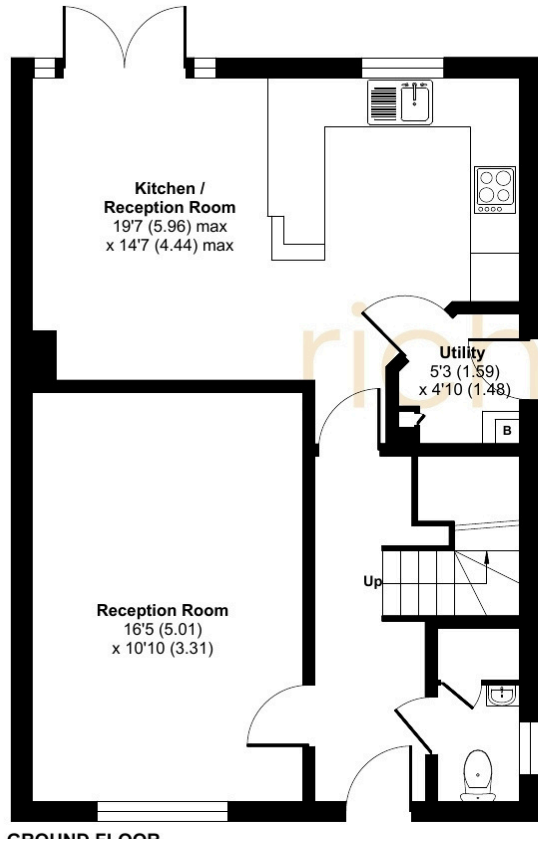 Kitchen /
Reception Room
19'7 (5.96) max
x 14'7 (4.44) max
rich
Utility
5'3 (1.59)
x 4'10 (1.48)
B
Up
Reception Room
16'5 (5.01)
x 10'10 (3.31)
GROUND FLOOR